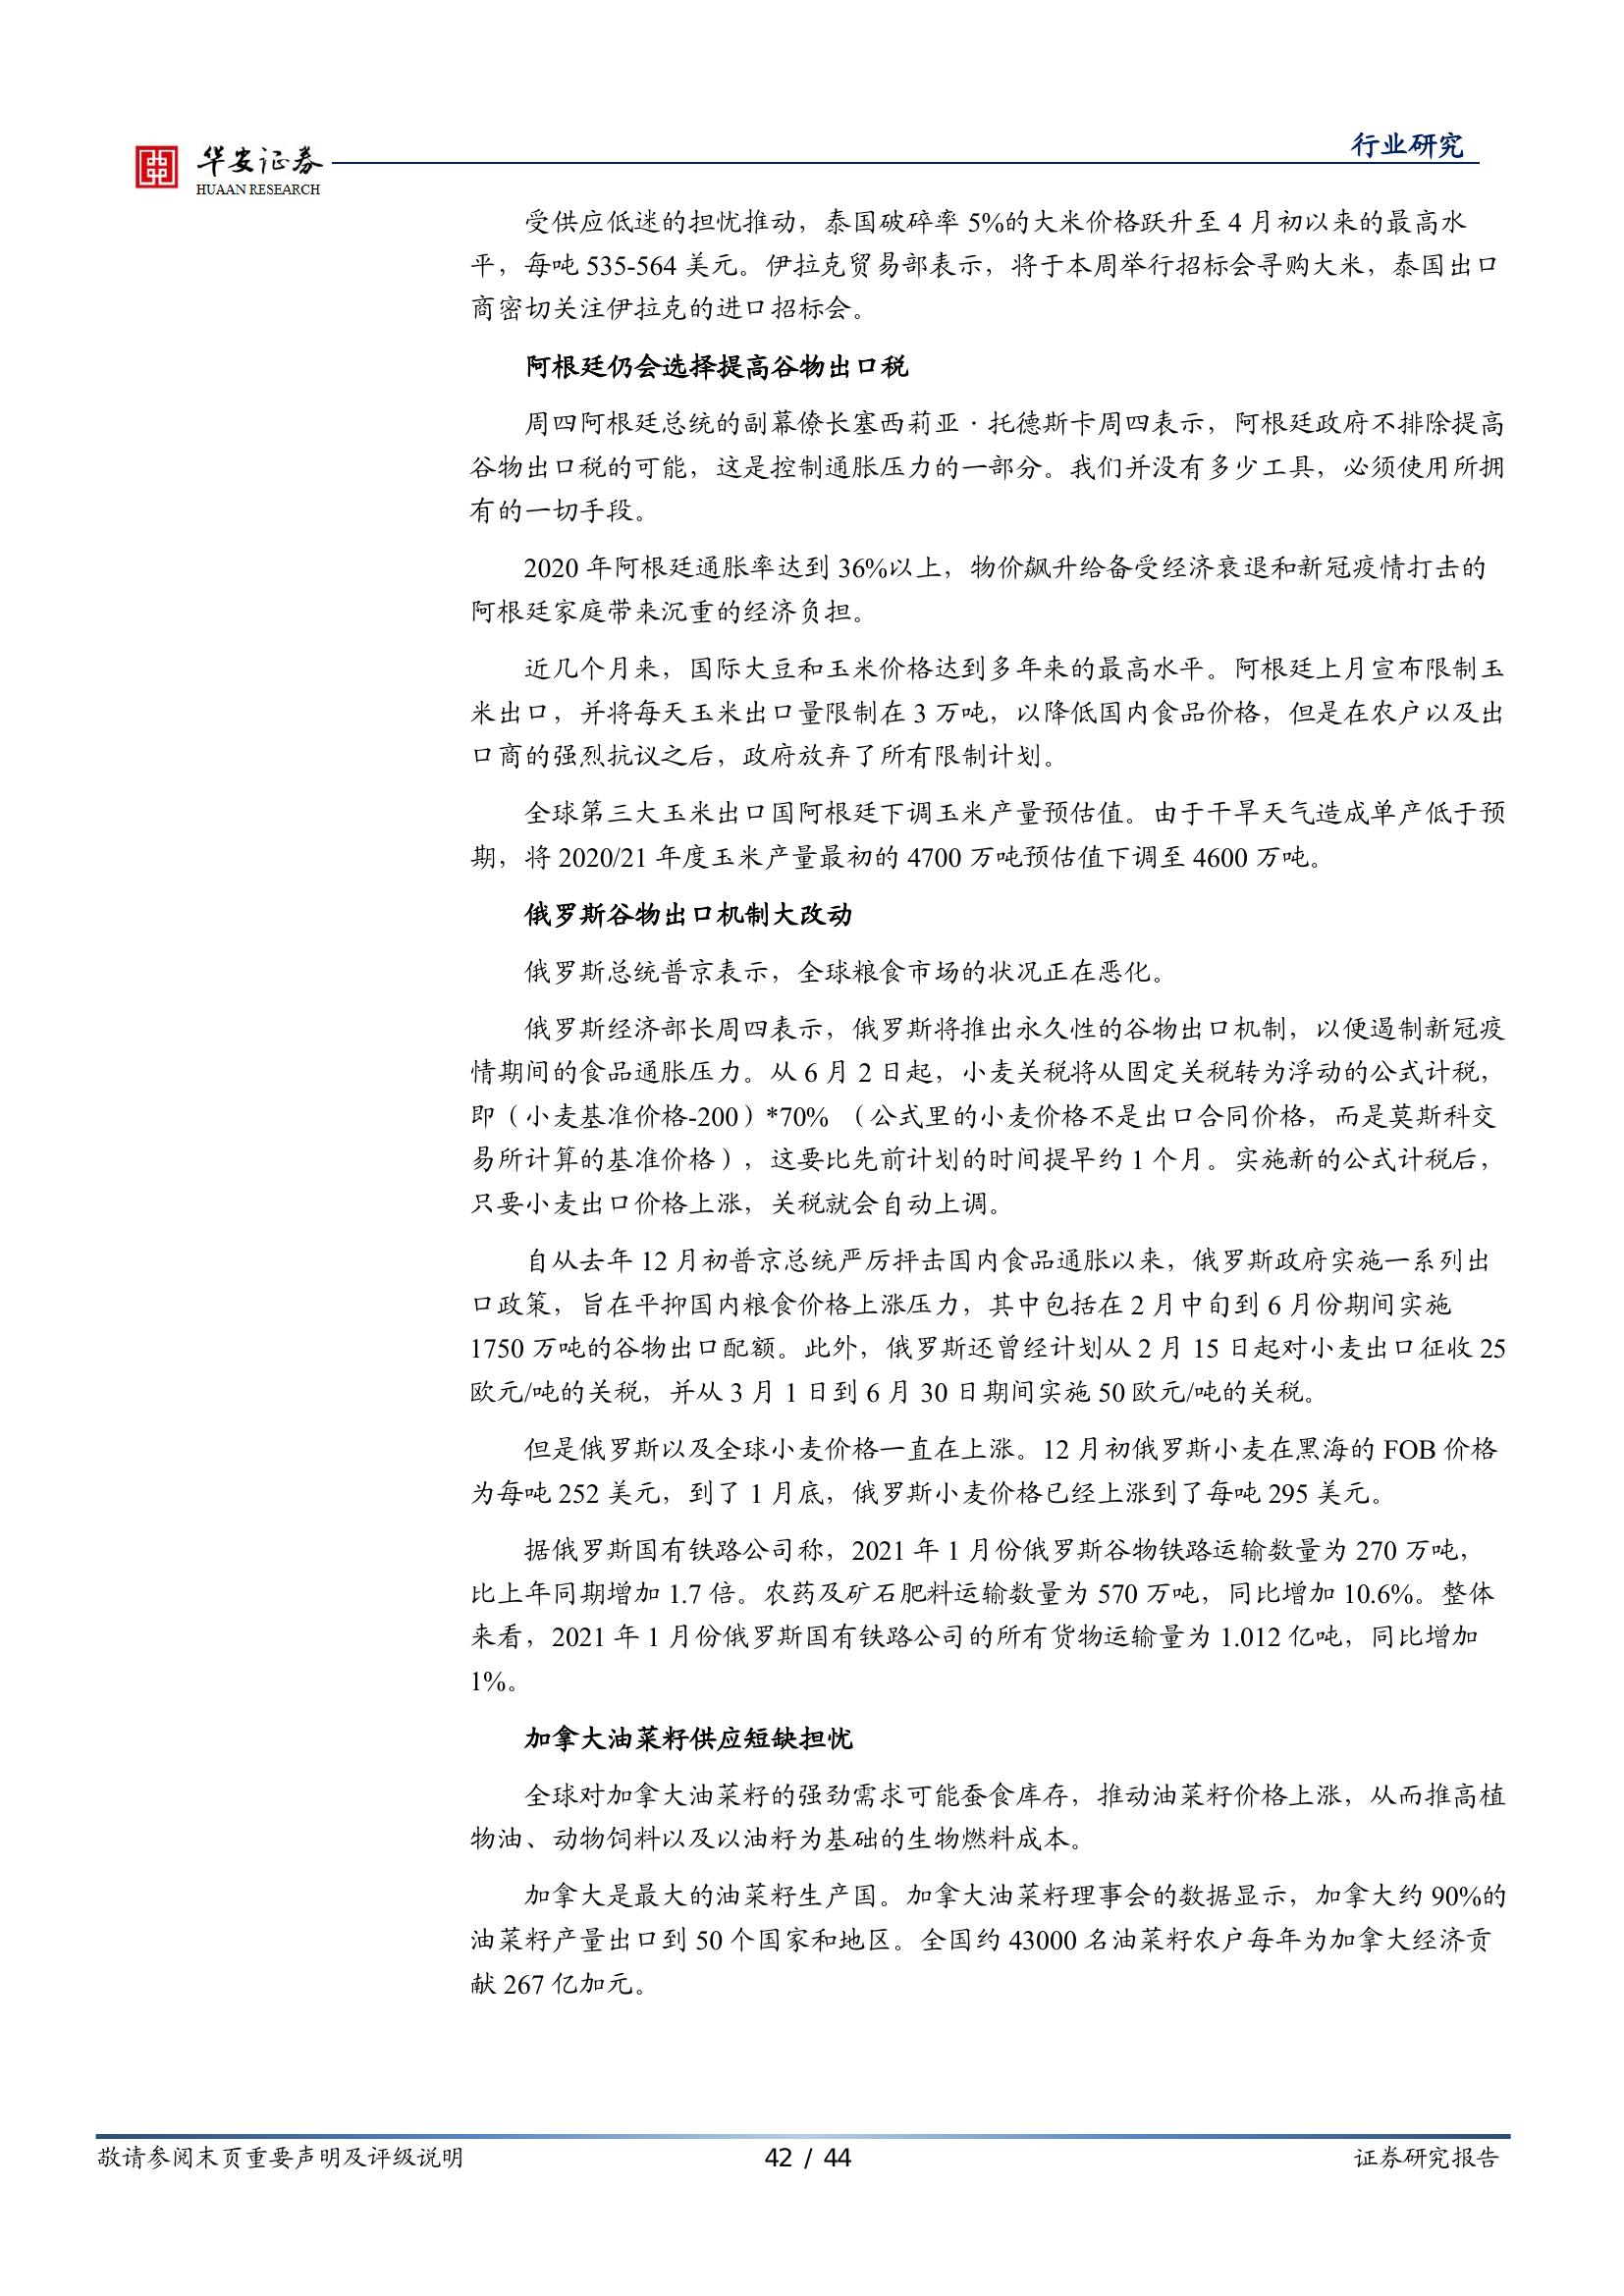 华安证券
HUAAN RESEARCH
行业研究
受供应低迷的担忧推动，泰国破碎率 5%的大米价格跃升至 4 月初以来的最高水
平，每吨 535-564 美元。伊拉克贸易部表示，将于本周举行招标会寻购大米，泰国出口
商密切关注伊拉克的进口招标会。
阿根廷仍会选择提高谷物出口税
周四阿根廷总统的副幕僚长塞西莉亚·托德斯卡周四表示，阿根廷政府不排除提高
谷物出口税的可能，这是控制通胀压力的一部分。我们并没有多少工具，必须使用所拥
有的一切手段。
2020 年阿根廷通胀率达到 36%以上，物价飙升给备受经济衰退和新冠疫情打击的
阿根廷家庭带来沉重的经济负担。
近几个月来，国际大豆和玉米价格达到多年来的最高水平。阿根廷上月宣布限制玉
米出口，并将每天玉米出口量限制在 3 万吨，以降低国内食品价格，但是在农户以及出
口商的强烈抗议之后，政府放弃了所有限制计划。
全球第三大玉米出口国阿根廷下调玉米产量预估值。由于干旱天气造成单产低于预
期，将 2020/21 年度玉米产量最初的 4700 万吨预估值下调至 4600 万吨。
俄罗斯谷物出口机制大改动
俄罗斯总统普京表示，全球粮食市场的状况正在恶化。
俄罗斯经济部长周四表示，俄罗斯将推出永久性的谷物出口机制，以便遏制新冠疫
情期间的食品通胀压力。从 6 月 2 日起，小麦关税将从固定关税转为浮动的公式计税，
即（小麦基准价格-200）*70% （公式里的小麦价格不是出口合同价格，而是莫斯科交
易所计算的基准价格），这要比先前计划的时间提早约 1 个月。实施新的公式计税后，
只要小麦出口价格上涨，关税就会自动上调。
自从去年 12 月初普京总统严厉抨击国内食品通胀以来，俄罗斯政府实施一系列出
口政策，旨在平抑国内粮食价格上涨压力，其中包括在 2 月中旬到 6 月份期间实施
1750 万吨的谷物出口配额。此外，俄罗斯还曾经计划从 2 月 15 日起对小麦出口征收 25
欧元/吨的关税，并从 3 月 1 日到 6 月 30 日期间实施 50 欧元/吨的关税。
但是俄罗斯以及全球小麦价格一直在上涨。12 月初俄罗斯小麦在黑海的 FOB 价格
为每吨 252 美元，到了 1 月底，俄罗斯小麦价格已经上涨到了每吨 295 美元。
据俄罗斯国有铁路公司称，2021 年 1 月份俄罗斯谷物铁路运输数量为 270 万吨，
比上年同期增加 1.7 倍。农药及矿石肥料运输数量为 570 万吨，同比增加 10.6%。整体
来看，2021 年 1 月份俄罗斯国有铁路公司的所有货物运输量为 1.012 亿吨，同比增加
1%。
加拿大油菜籽供应短缺担忧
全球对加拿大油菜籽的强劲需求可能蚕食库存，推动油菜籽价格上涨，从而推高植
物油、动物饲料以及以油籽为基础的生物燃料成本。
加拿大是最大的油菜籽生产国。加拿大油菜籽理事会的数据显示，加拿大约 90%的
油菜籽产量出口到 50 个国家和地区。全国约 43000 名油菜籽农户每年为加拿大经济贡
献 267 亿加元。
敬请参阅末页重要声明及评级说明
42 / 44
证券研究报告